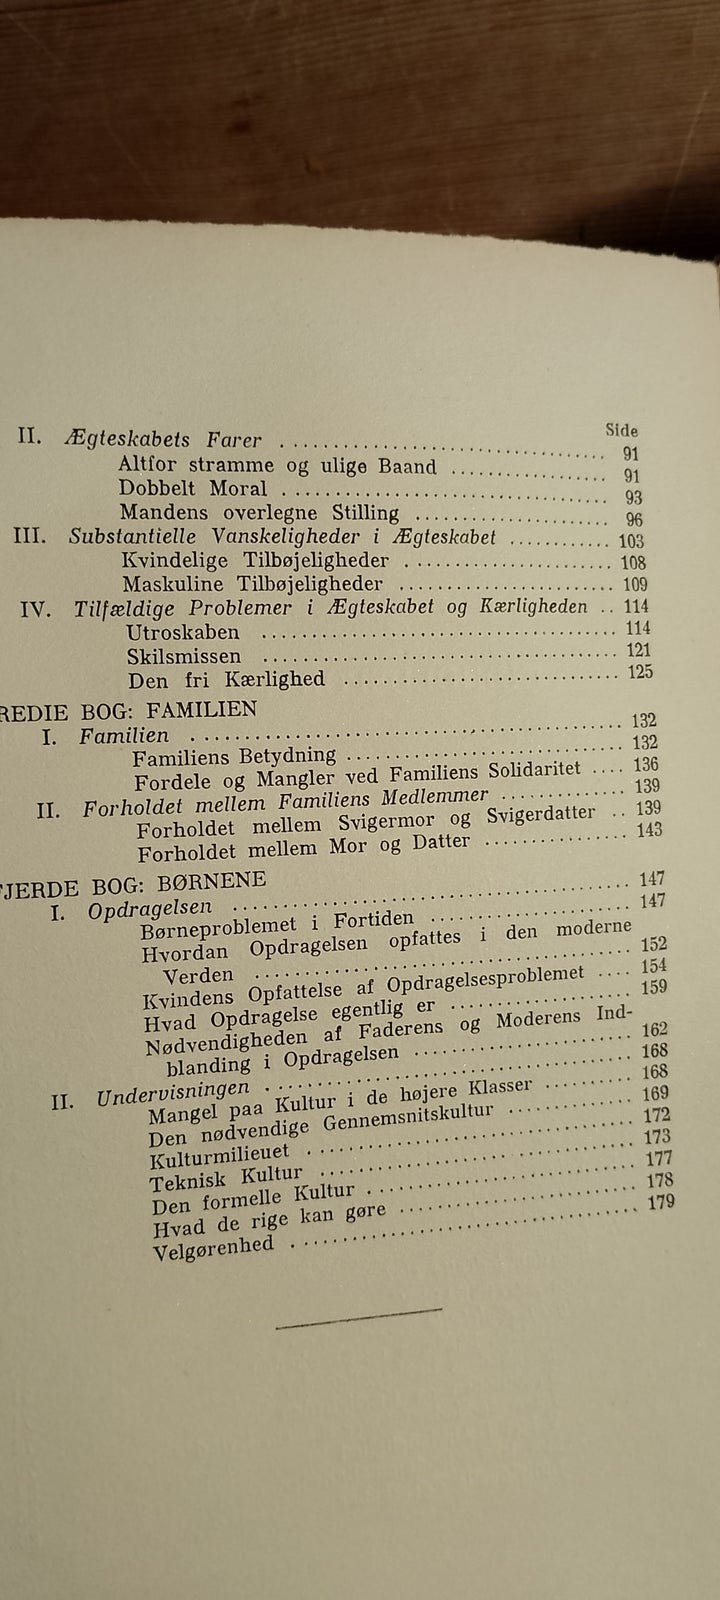 Side
II. Ægteskabets Farer .......... 91
Altfor stramme og ulige Baand .......... 91
Dobbelt Moral .......... 93
Mandens overlegne Stilling .......... 96
III. Substantielle Vanskeligheder i Ægteskabet .......... 103
Kvindelige Tilbøjeligheder .......... 108
Maskuline Tilbøjeligheder .......... 109
IV. Tilfældige Problemer i Ægteskabet og Kærligheden .. 114
Utroskaben .......... 114
Skilsmissen .......... 121
Den fri Kærlighed .......... 125
REDIE BOG: FAMILIEN
I. Familien .......... 132
Familiens Betydning .......... 132
Fordele og Mangler ved Familiens Solidaritet .... 136
II. Forholdet mellem Familiens Medlemmer .......... 139
Forholdet mellem Svigermor og Svigerdatter .. 139
Forholdet mellem Mor og Datter .......... 143
JERDE BOG: BØRNENE
I. Opdragelsen .......... 147
Børneproblemet i Fortiden .......... 147
Hvordan Opdragelsen opfattes i den moderne
Verden .......... 152
Kvindens Opfattelse af Opdragelsesproblemet .... 154
Hvad Opdragelse egentlig er .......... 159
Nødvendigheden af Faderens og Moderens Ind-
blanding i Opdragelsen .......... 162
II. Undervisningen .......... 168
Mangel paa Kultur i de højere Klasser .......... 168
Den nødvendige Gennemsnitskultur .......... 169
Kulturmilieuet .......... 172
Teknisk Kultur .......... 173
Den formelle Kultur .......... 177
Hvad de rige kan gøre .......... 178
Velgørenhed .......... 179